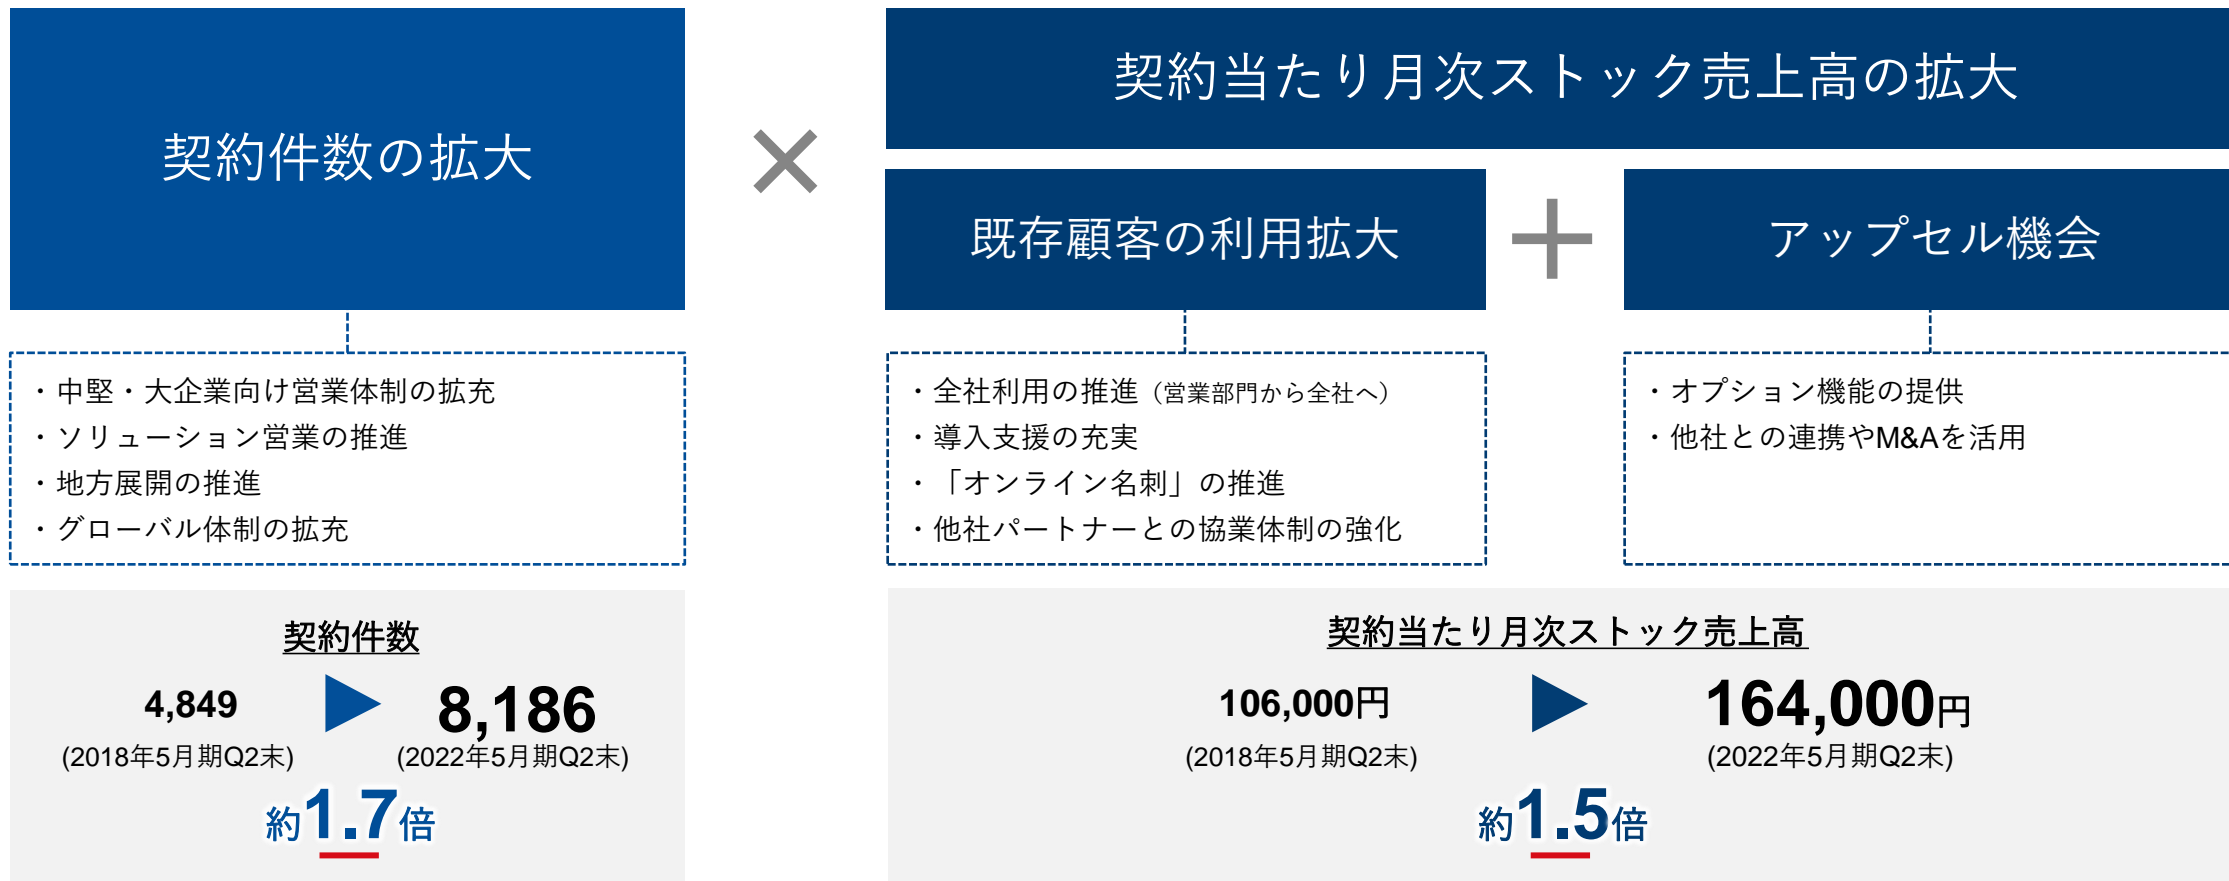 契約件数の拡大
×
契約当たり月次ストック売上高の拡大
既存顧客の利用拡大
+
アップセル機会
・中堅・大企業向け営業体制の拡充
・ソリューション営業の推進
・地方展開の推進
・グローバル体制の拡充
・全社利用の推進（営業部門から全社へ）
・導入支援の充実
・「オンライン名刺」の推進
・他社パートナーとの協業体制の強化
・オプション機能の提供
・他社との連携やM&Aを活用
契約件数
4,849
(2018年5月期Q2末)
8,186
(2022年5月期Q2末)
約1.7倍
契約当たり月次ストック売上高
106,000円
(2018年5月期Q2末)
164,000円
(2022年5月期Q2末)
約1.5倍